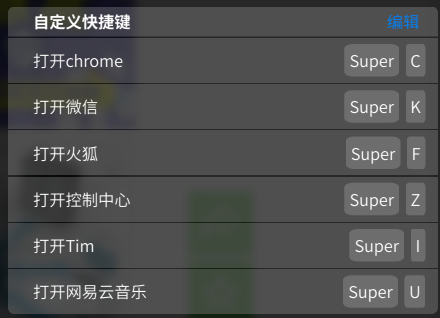 自定义快捷键 编辑
打开chrome Super C
打开微信 Super K
打开火狐 Super F
打开控制中心 Super Z
打开Tim Super I
打开网易云音乐 Super U